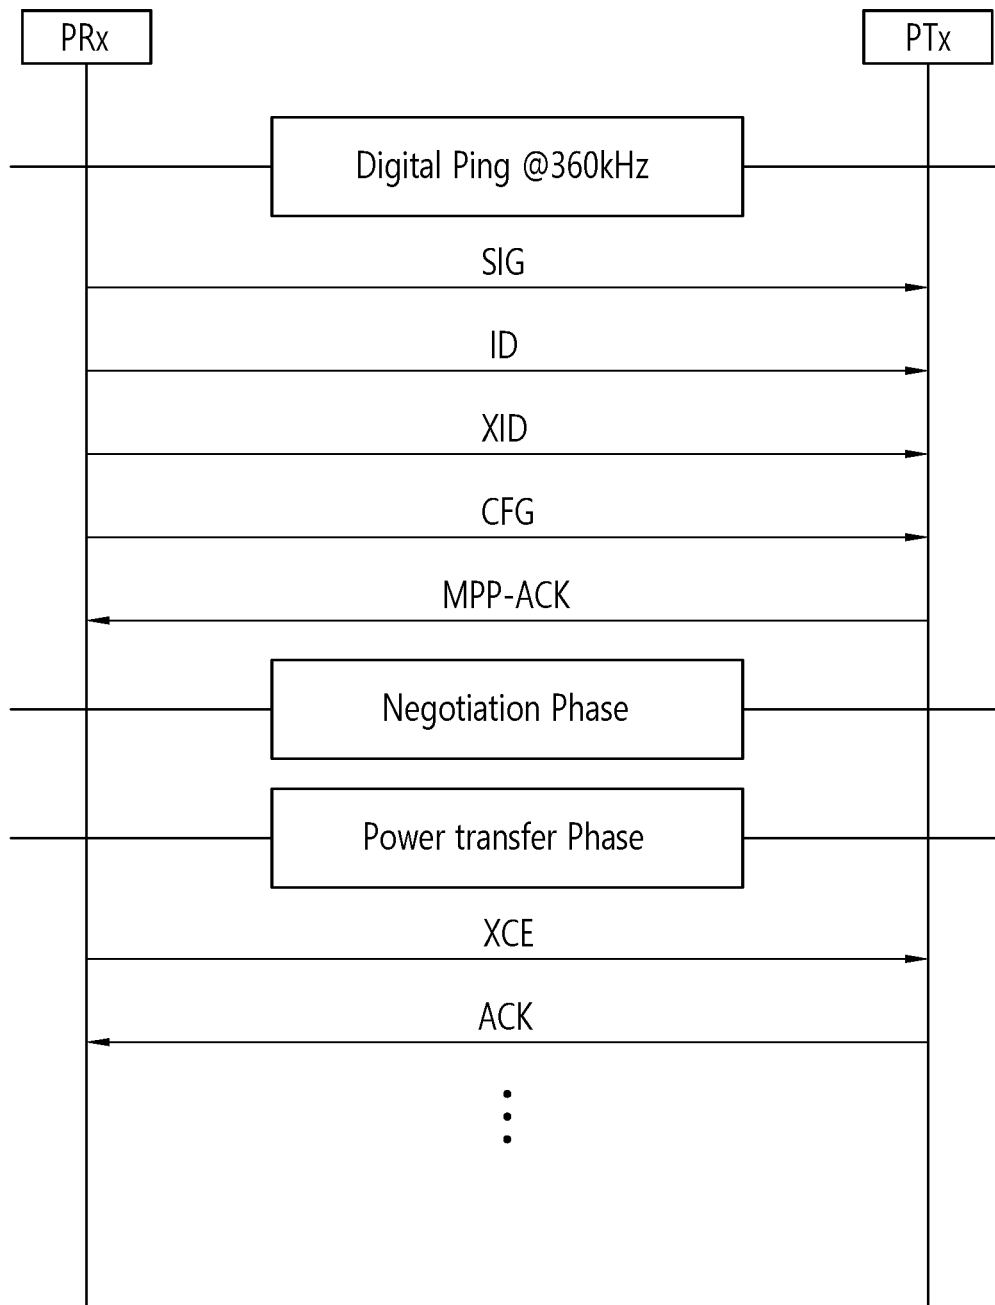 PRx
PTx
Digital Ping @360kHz
SIG
ID
XID
CFG
MPP-ACK
Negotiation Phase
Power transfer Phase
XCE
ACK